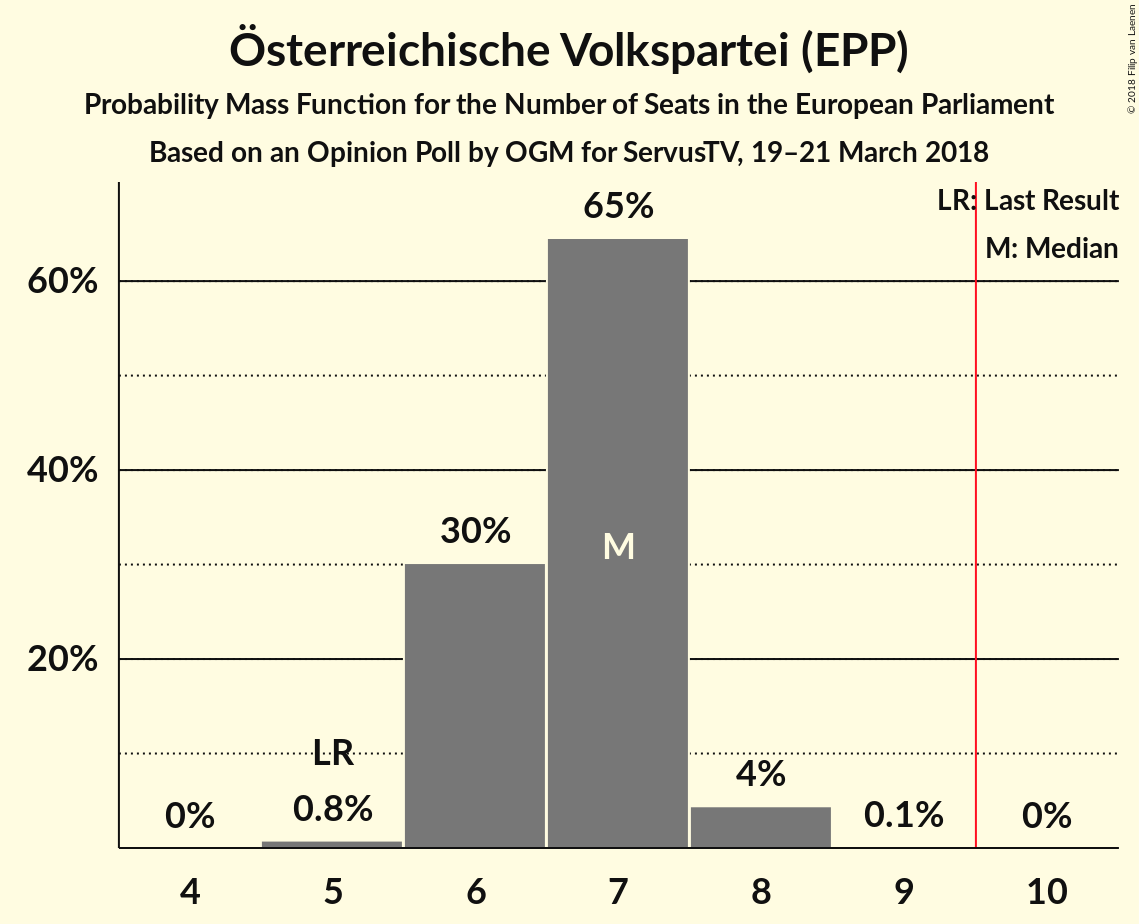 Österreichische Volkspartei (EPP)
Probability Mass Function for the Number of Seats in the European Parliament
Based on an Opinion Poll by OGM for ServusTV, 19–21 March 2018
© 2018 Filip van Laenen
LR: Last Result
M: Median
60%
40%
20%
0%
LR
0.8%
30%
65%
M
4%
0.1%
0%
4 5 6 7 8 9 10